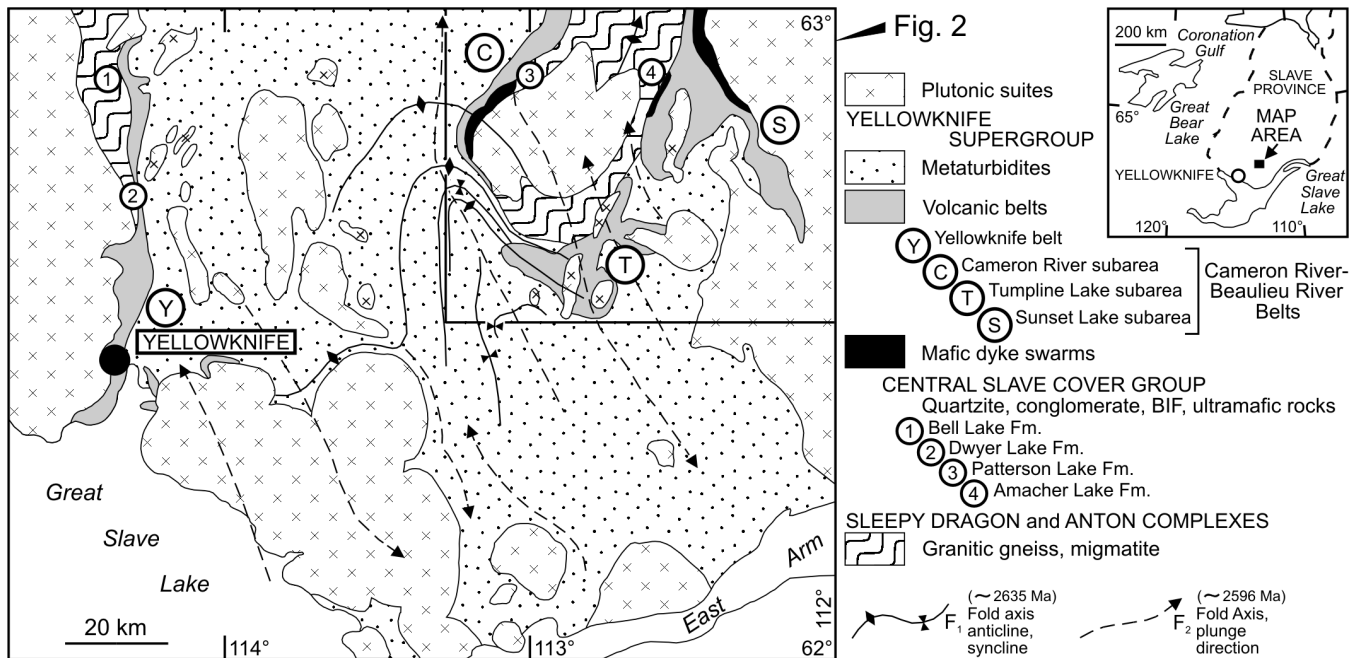 63°
C
3
4
1
S
2
T
Y
YELLOWKNIFE
Great
Slave
Lake
20 km
114°
113°
62°
112°
East
Arm
Fig. 2
Plutonic suites
YELLOWKNIFE
SUPERGROUP
Metaturbidites
Volcanic belts
Y Yellowknife belt
C Cameron River subarea
T Tumpline Lake subarea
S Sunset Lake subarea
Cameron River-
Beaulieu River
Belts
Mafic dyke swarms
CENTRAL SLAVE COVER GROUP
Quartzite, conglomerate, BIF, ultramafic rocks
1 Bell Lake Fm.
2 Dwyer Lake Fm.
3 Patterson Lake Fm.
4 Amacher Lake Fm.
SLEEPY DRAGON and ANTON COMPLEXES
Granitic gneiss, migmatite
(~2635 Ma)
F1 Fold axis
anticline,
syncline
(~2596 Ma)
F2 Fold Axis,
plunge
direction
200 km
Coronation
Gulf
SLAVE
PROVINCE
65°
Great
Bear
Lake
MAP
AREA
YELLOWKNIFE
Great
Slave
Lake
120°
110°